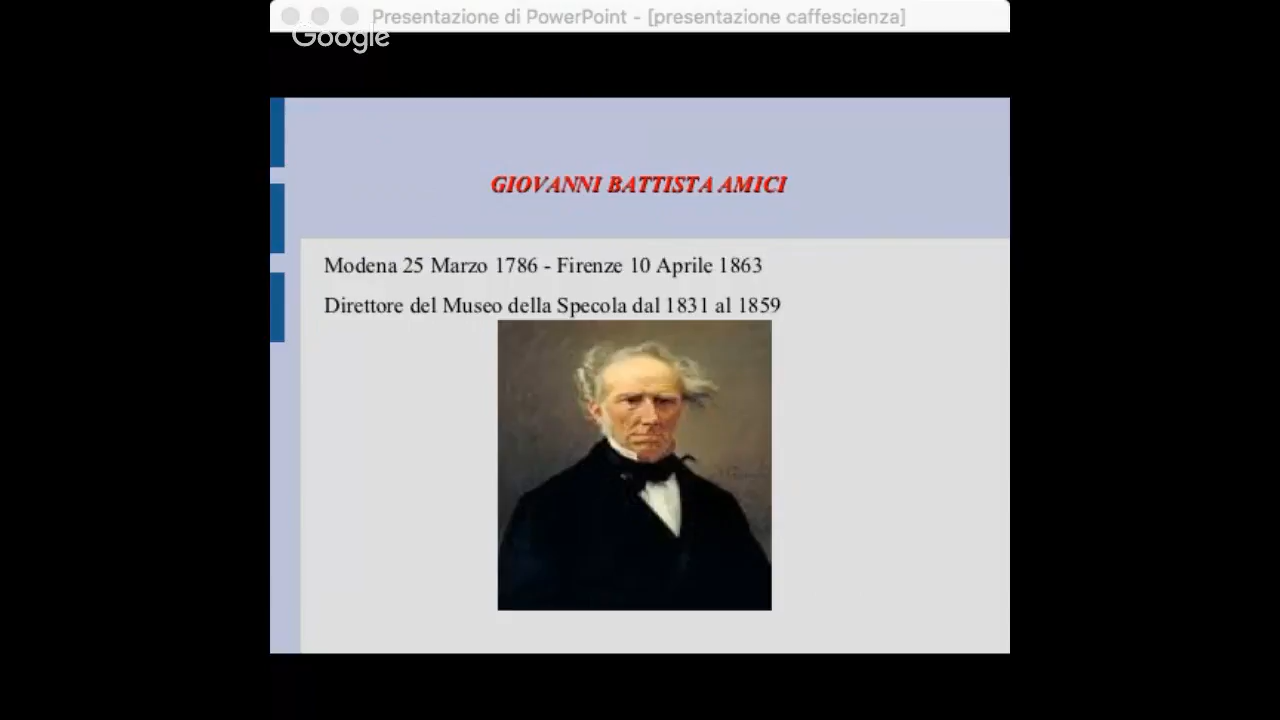 Presentazione di PowerPoint - [presentazione caffescienza]
Google
GIOVANNI BATTISTA AMICI
Modena 25 Marzo 1786 - Firenze 10 Aprile 1863
Direttore del Museo della Specola dal 1831 al 1859